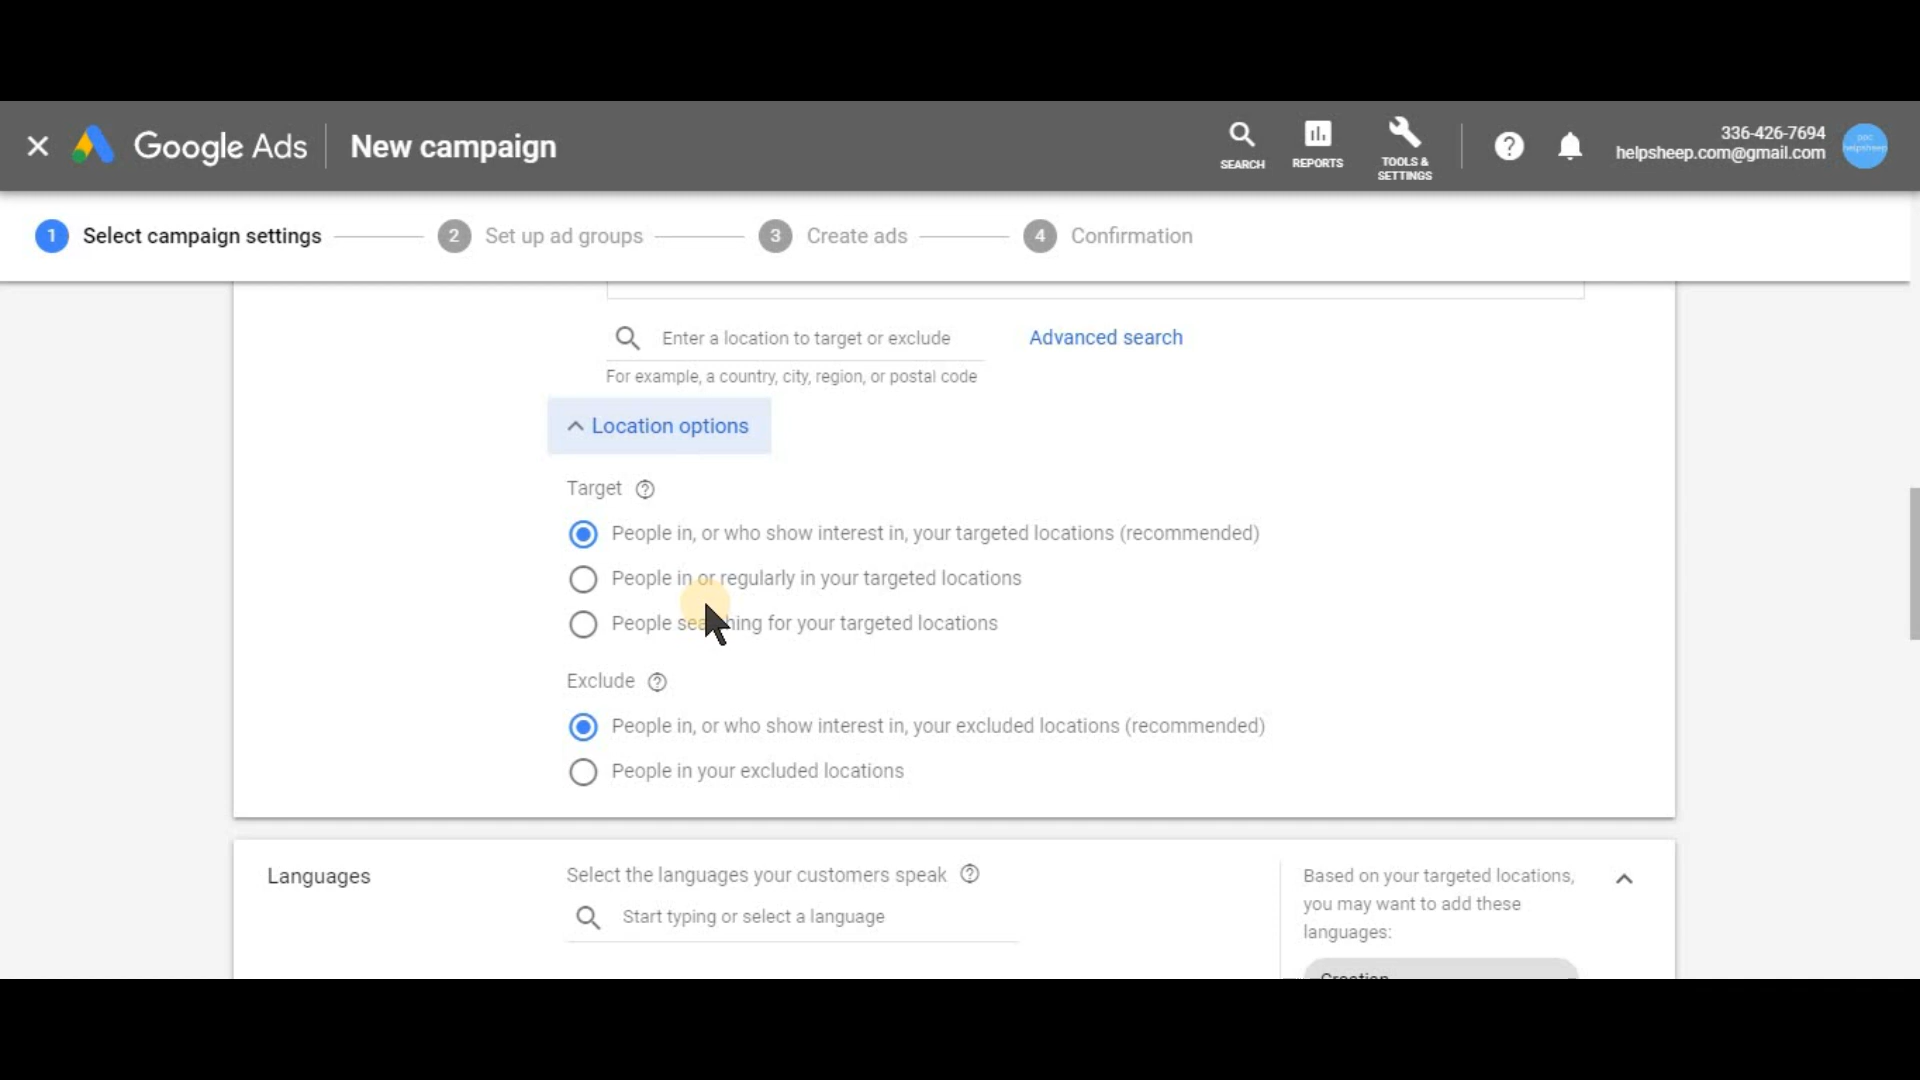 Google Ads
New campaign
SEARCH
REPORTS
TOOLS &
SETTINGS
336-426-7694
helpsheep.com@gmail.com
ppc
helpsheep
1 Select campaign settings
2 Set up ad groups
3 Create ads
4 Confirmation
Enter a location to target or exclude
Advanced search
For example, a country, city, region, or postal code
Location options
Target
People in, or who show interest in, your targeted locations (recommended)
People in or regularly in your targeted locations
People searching for your targeted locations
Exclude
People in, or who show interest in, your excluded locations (recommended)
People in your excluded locations
Languages
Select the languages your customers speak
Start typing or select a language
Based on your targeted locations,
you may want to add these
languages:
Croatian